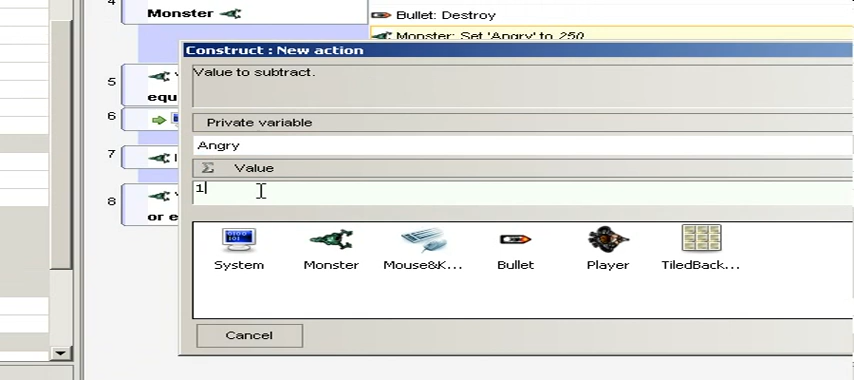 4
Monster
Bullet: Destroy
Monster: Set 'Angry' to 250
Construct : New action
Value to subtract.
5
equ
Private variable
6
Angry
7
Σ Value
1
8
or e
System
Monster
Mouse&K...
Bullet
Player
TiledBack...
Cancel